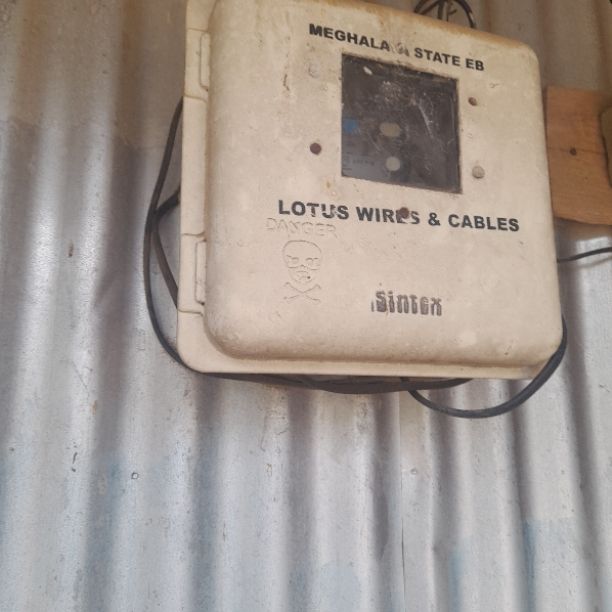 MEGHALAYA STATE EB
LOTUS WIRES & CABLES
DANGER
Sintex